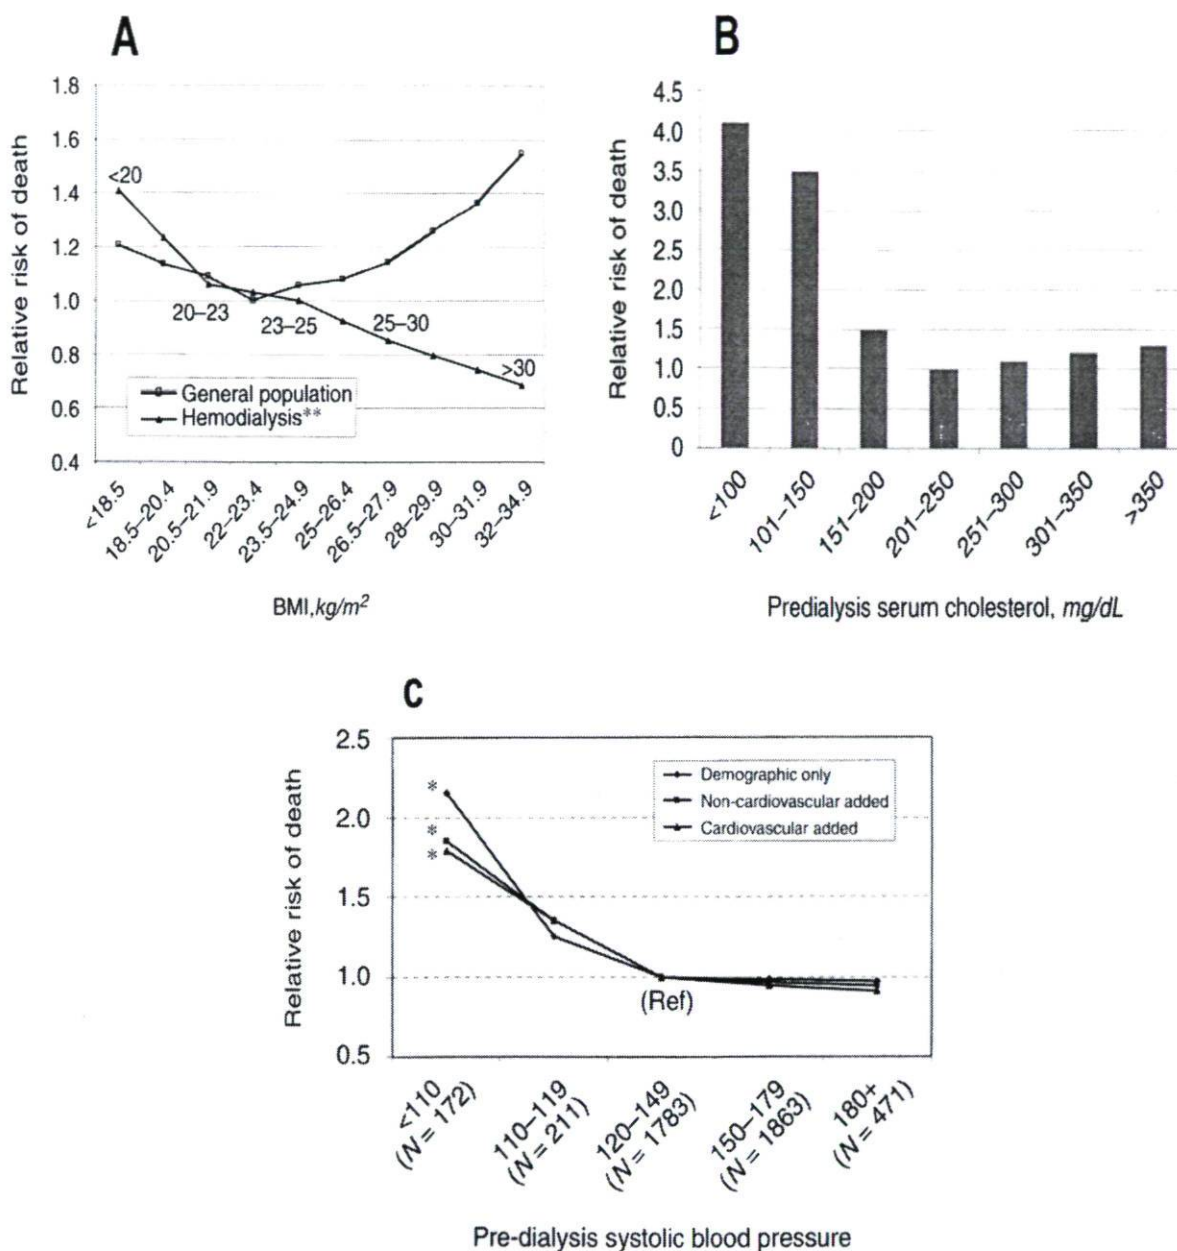 A
Relative risk of death
1.8
1.6
1.4
1.2
1.0
0.8
0.6
0.4
<20
20–23
23–25
25–30
>30
General population
Hemodialysis**
<18.5
18.5–20.4
20.5–21.9
22–23.4
23.5–24.9
25–26.4
26.5–27.9
28–29.9
30–31.9
32–34.9
BMI,kg/m²
B
Relative risk of death
4.5
4.0
3.5
3.0
2.5
2.0
1.5
1.0
0.5
0
<100
101–150
151–200
201–250
251–300
301–350
>350
Predialysis serum cholesterol, mg/dL
C
Relative risk of death
2.5
2.0
1.5
1.0
0.5
*
*
*
Demographic only
Non-cardiovascular added
Cardiovascular added
(Ref)
<110
(N = 172)
110–119
(N = 211)
120–149
(N = 1783)
150–179
(N = 1863)
180+
(N = 471)
Pre-dialysis systolic blood pressure